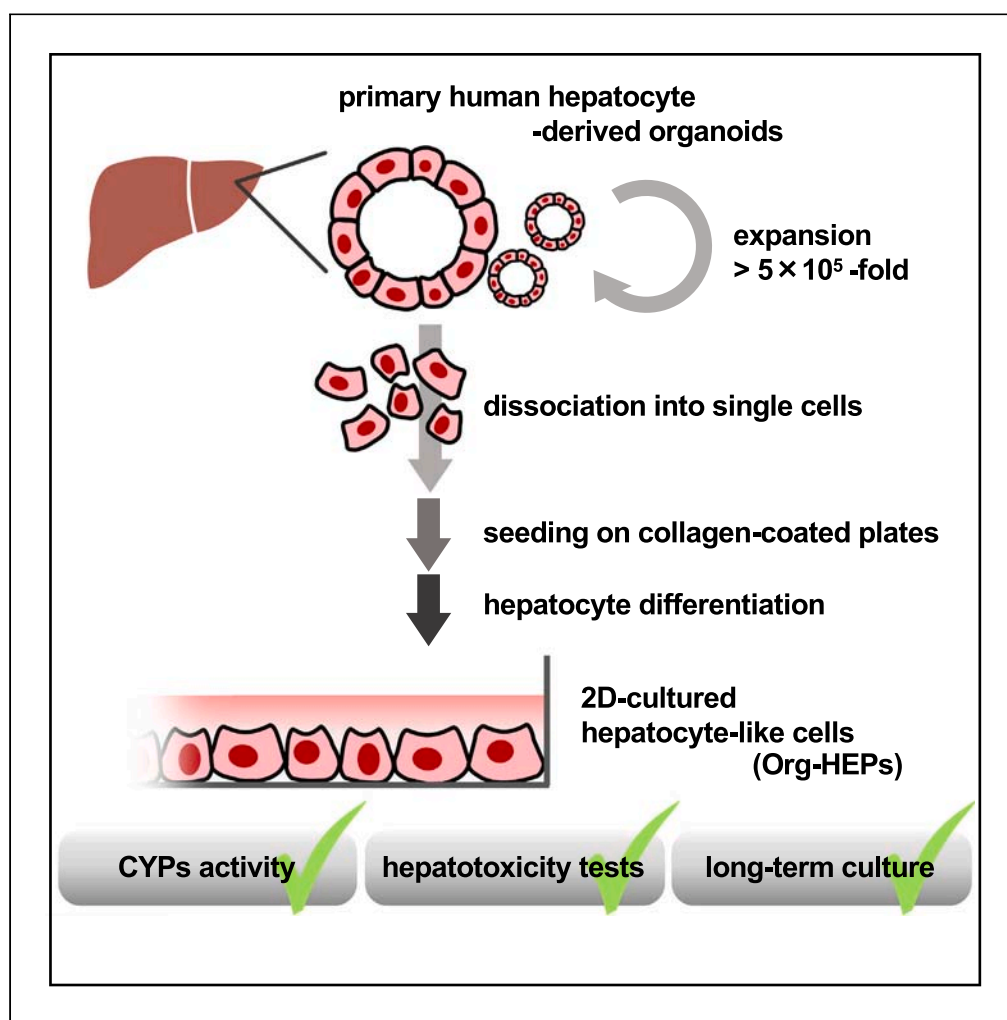 primary human hepatocyte
-derived organoids
expansion
> 5×10⁵ -fold
dissociation into single cells
seeding on collagen-coated plates
hepatocyte differentiation
2D-cultured
hepatocyte-like cells
(Org-HEPs)
CYPs activity
hepatotoxicity tests
long-term culture